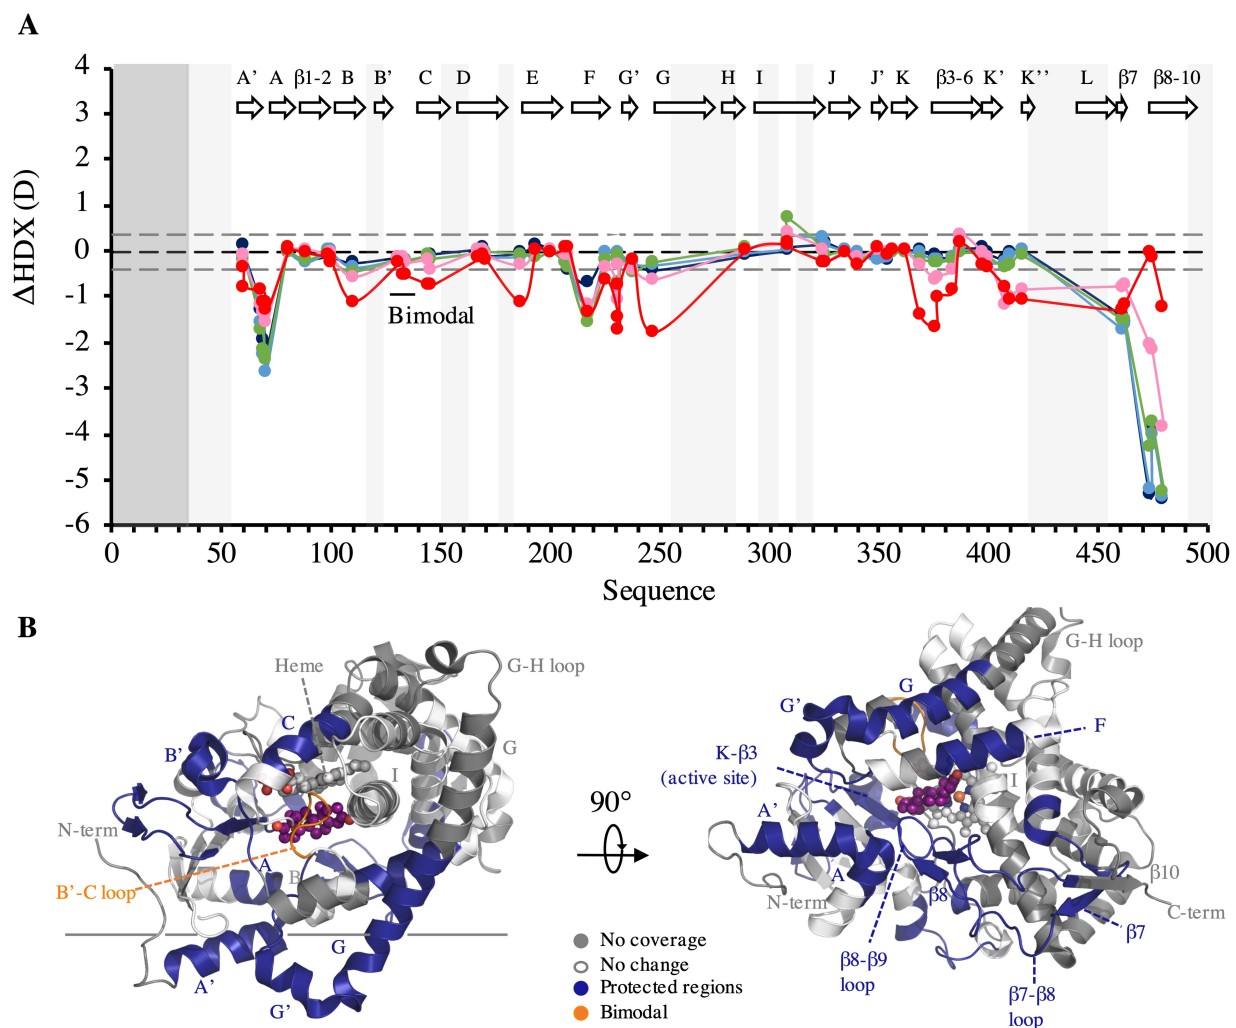 A
4
3
2
1
0
-1
-2
-3
-4
-5
-6
ΔHDX (D)
A' A β1-2 B B' C D E F G' G H I J J' K β3-6 K' K'' L β7 β8-10
Bimodal
0 50 100 150 200 250 300 350 400 450 500
Sequence
B
Heme
G-H loop
C
B'
G
I
N-term
A
B
B'-C loop
G
A'
G'
90°
No coverage
No change
Protected regions
Bimodal
G-H loop
G
G'
F
K-β3
(active site)
I
A'
A
N-term
β10
β8
C-term
β7
β8-β9
loop
β7-β8
loop